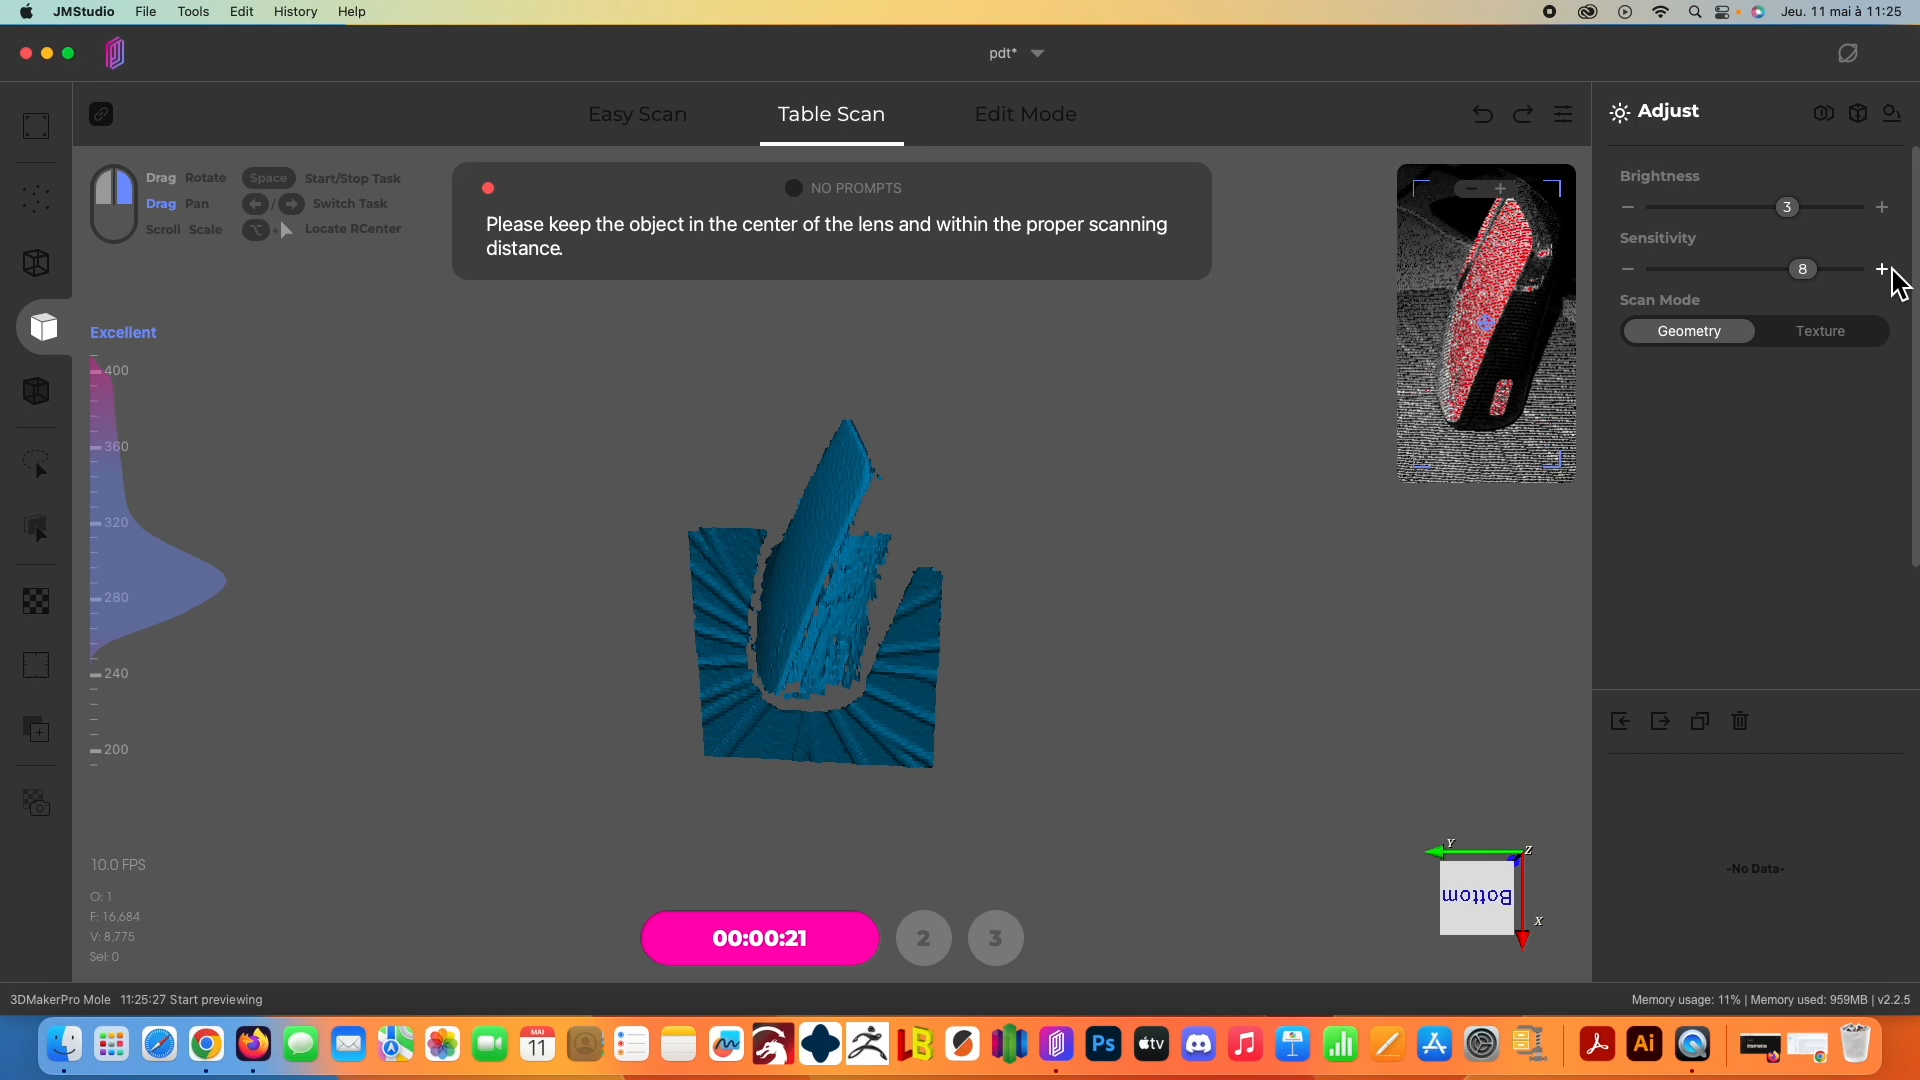 JMStudio File Tools Edit History Help
Jeu. 11 mai à 11:25
pdt*
Easy Scan Table Scan Edit Mode
Adjust
Drag Rotate Space Start/Stop Task
Drag Pan / Switch Task
Scroll Scale + Locate RCenter
NO PROMPTS
Please keep the object in the center of the lens and within the proper scanning
distance.
Brightness
3
Sensitivity
8
Scan Mode
Geometry Texture
Excellent
400
360
320
280
240
200
10.0 FPS
O: 1
F: 16,684
V: 8,775
Sel: 0
00:00:21 2 3
Y Z
Bottom
X
-No Data-
3DMakerPro Mole 11:25:27 Start previewing
Memory usage: 11% | Memory used: 959MB | v2.2.5
MAI
11
LB
Ps
tv
Ai